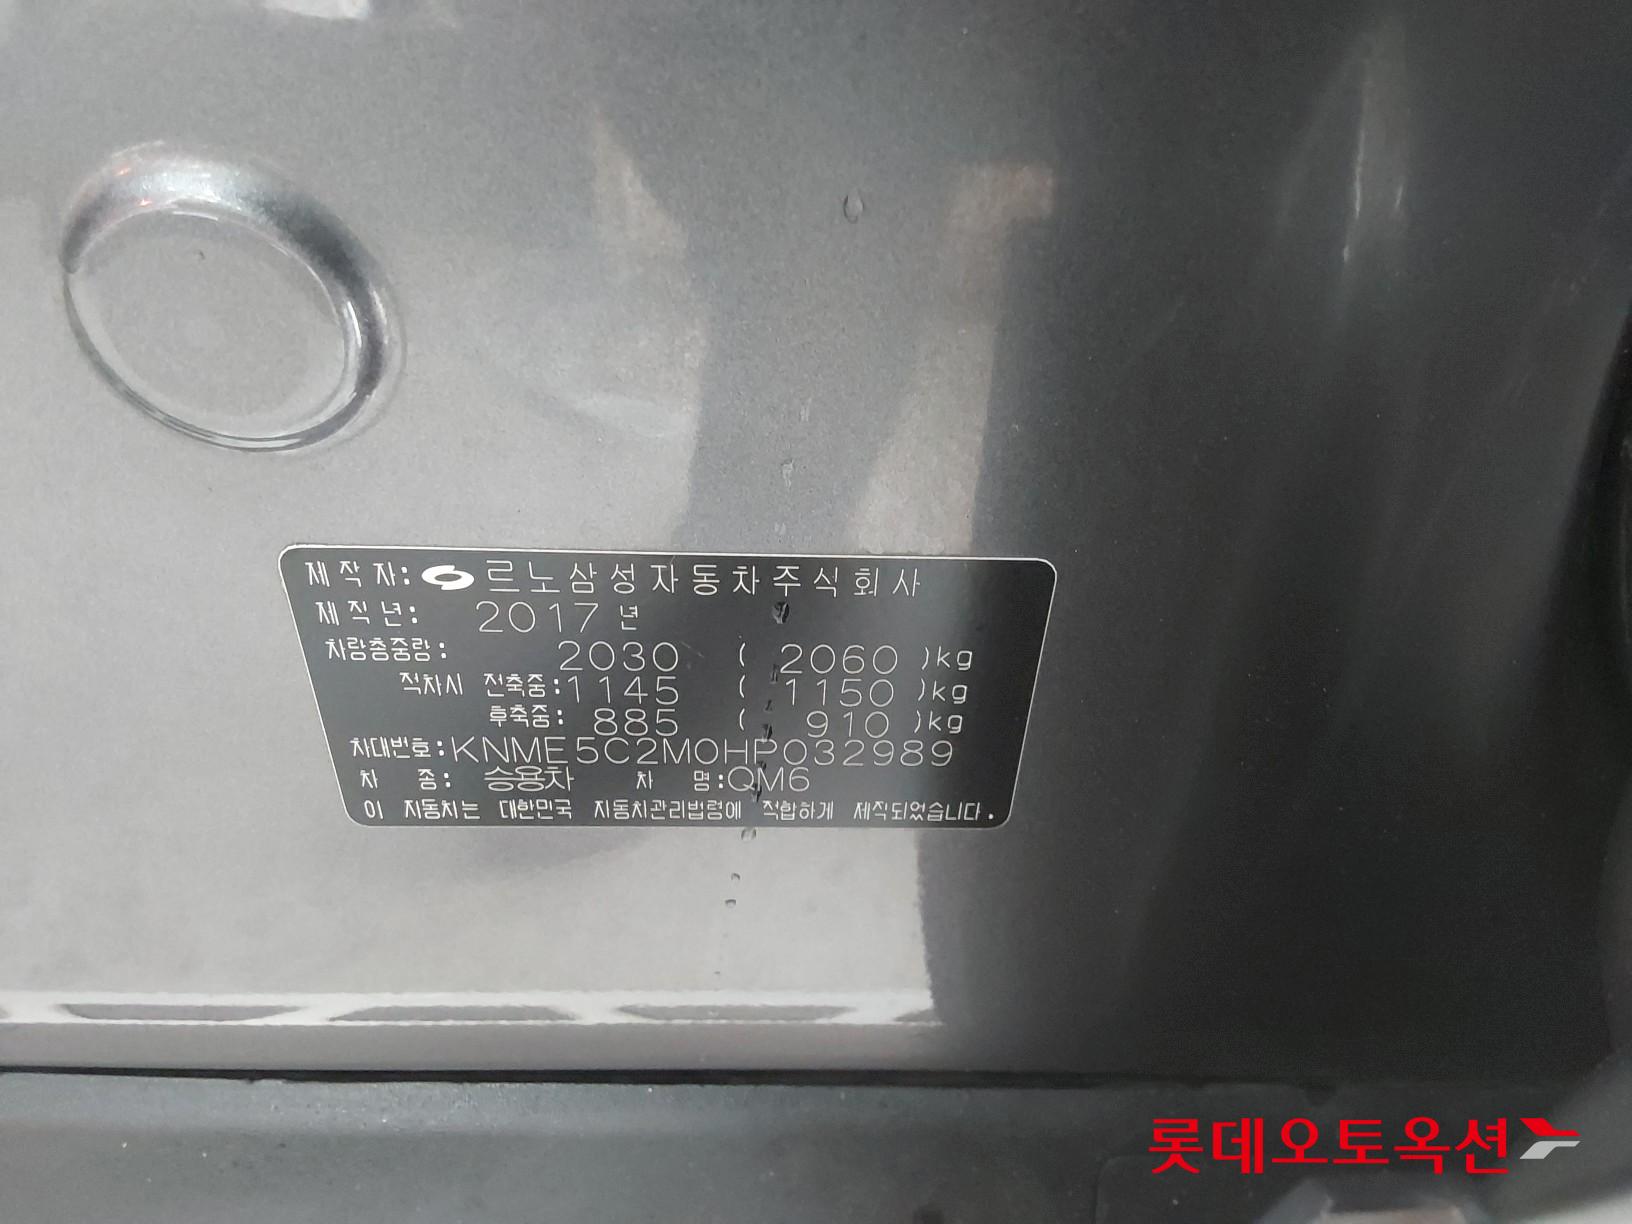 제 작 자: 르노삼성자동차주식회사
제 작 년: 2017 년
차량총중량: 2030 ( 2060 )kg
적차시 전축중:1145 ( 1150 )kg
후축중: 885 ( 910 )kg
차대번호:KNME5C2M0HP032989
차 종: 승용차 차 명:QM6
이 자동차는 대한민국 자동차관리법령에 적합하게 제작되었습니다.
롯데오토옥션